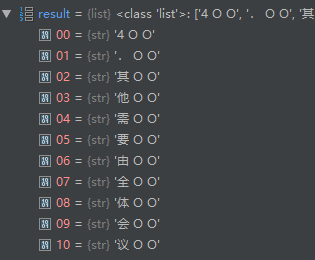 result = {list} <class 'list'>: ['4 O O', '． O O', '其
00 = {str} '4 O O'
01 = {str} '． O O'
02 = {str} '其 O O'
03 = {str} '他 O O'
04 = {str} '需 O O'
05 = {str} '要 O O'
06 = {str} '由 O O'
07 = {str} '全 O O'
08 = {str} '体 O O'
09 = {str} '会 O O'
10 = {str} '议 O O'